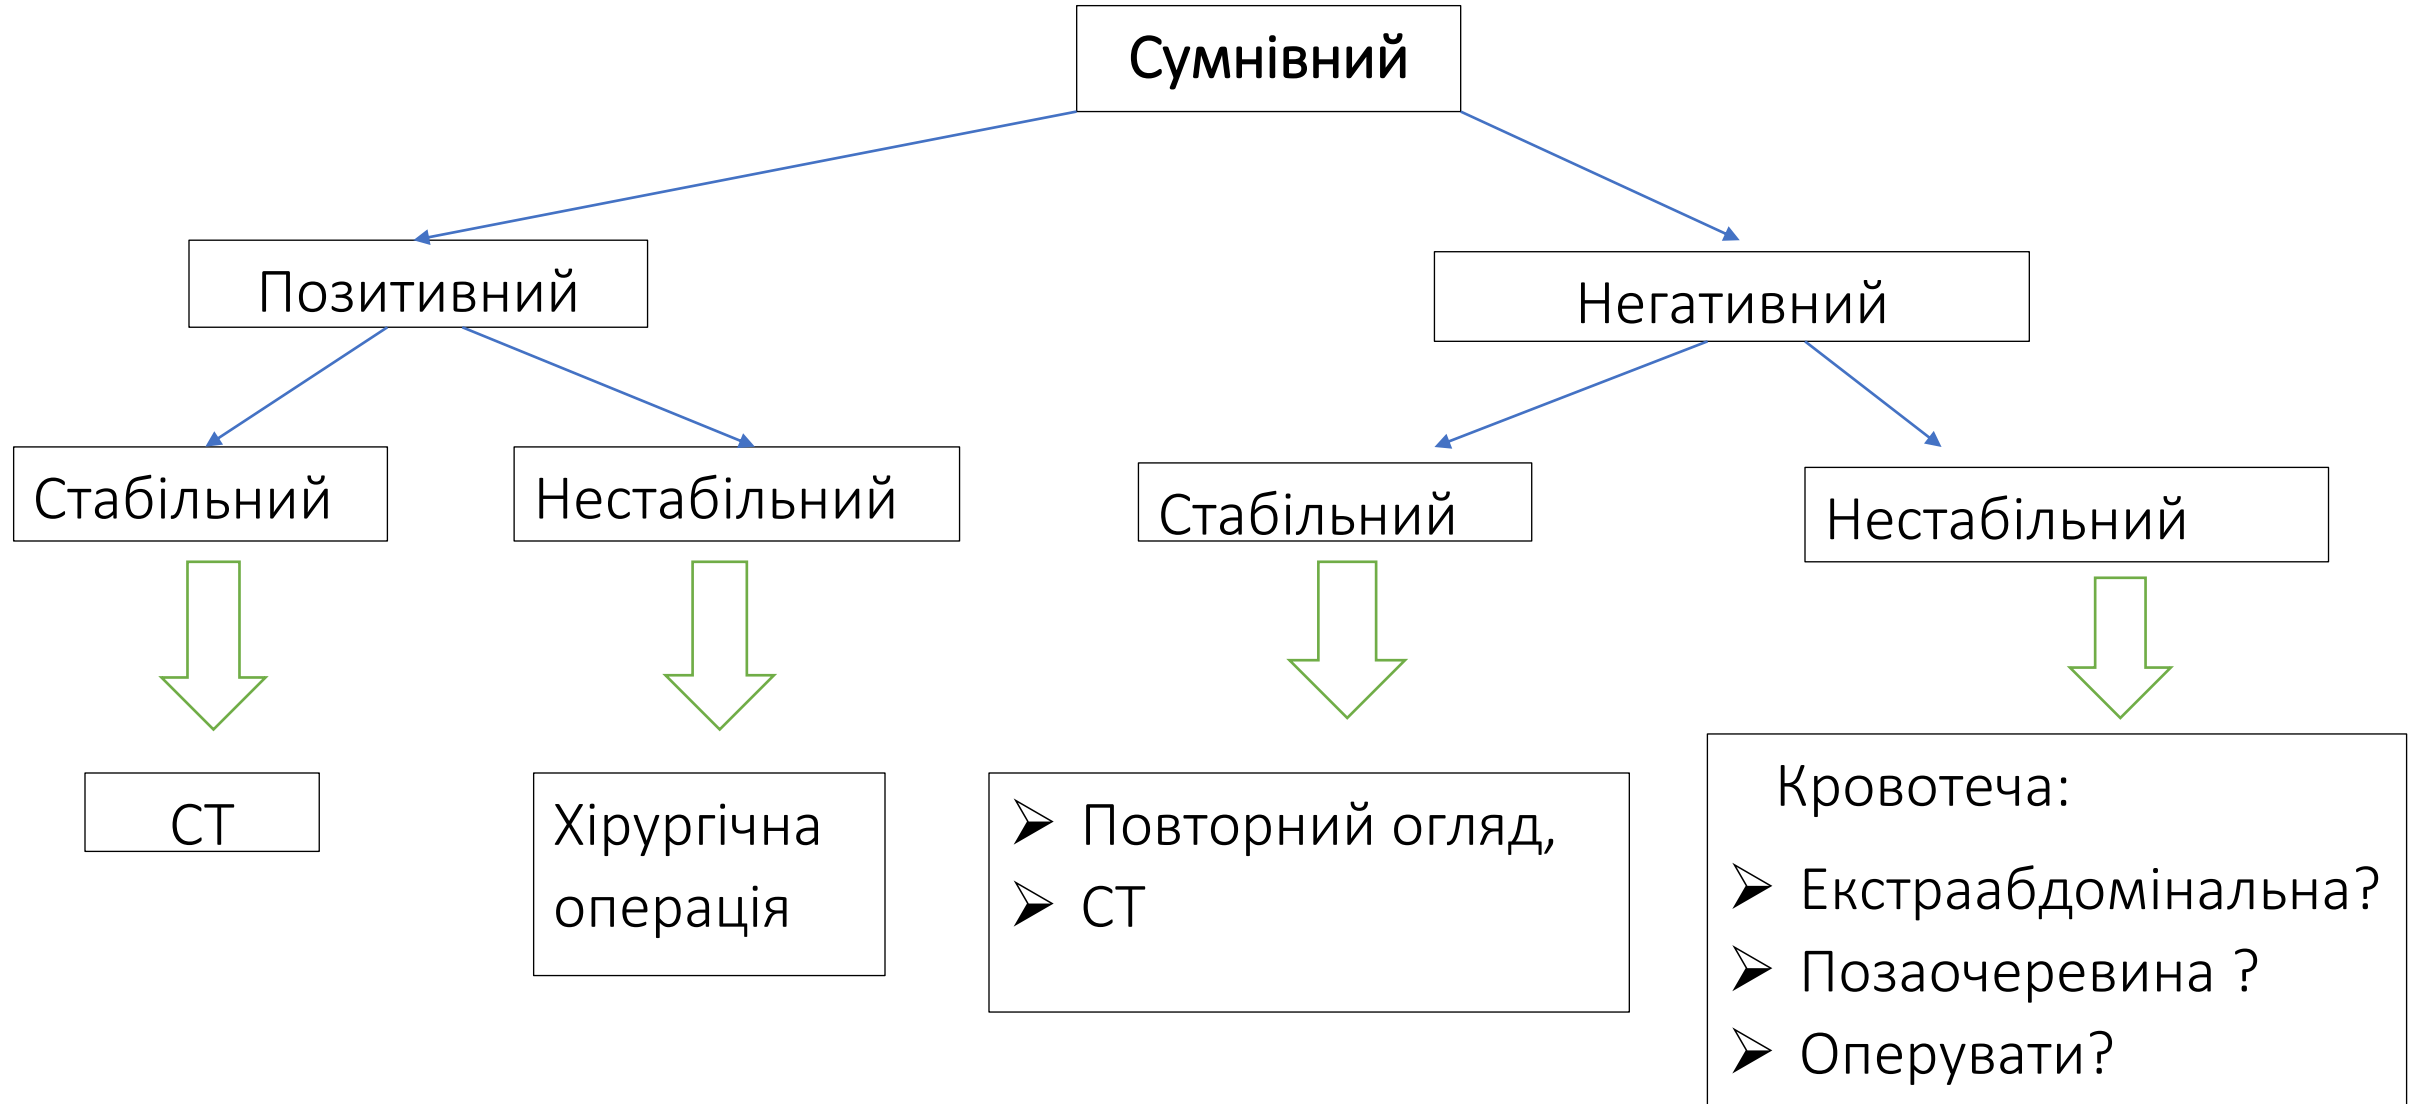 Сумнівний
Позитивний
Негативний
Стабільний
Нестабільний
Стабільний
Нестабільний
СТ
Хірургічна
операція
➢ Повторний огляд,
➢ СТ
Кровотеча:
➢ Екстраабдомінальна?
➢ Позаочеревина ?
➢ Оперувати?